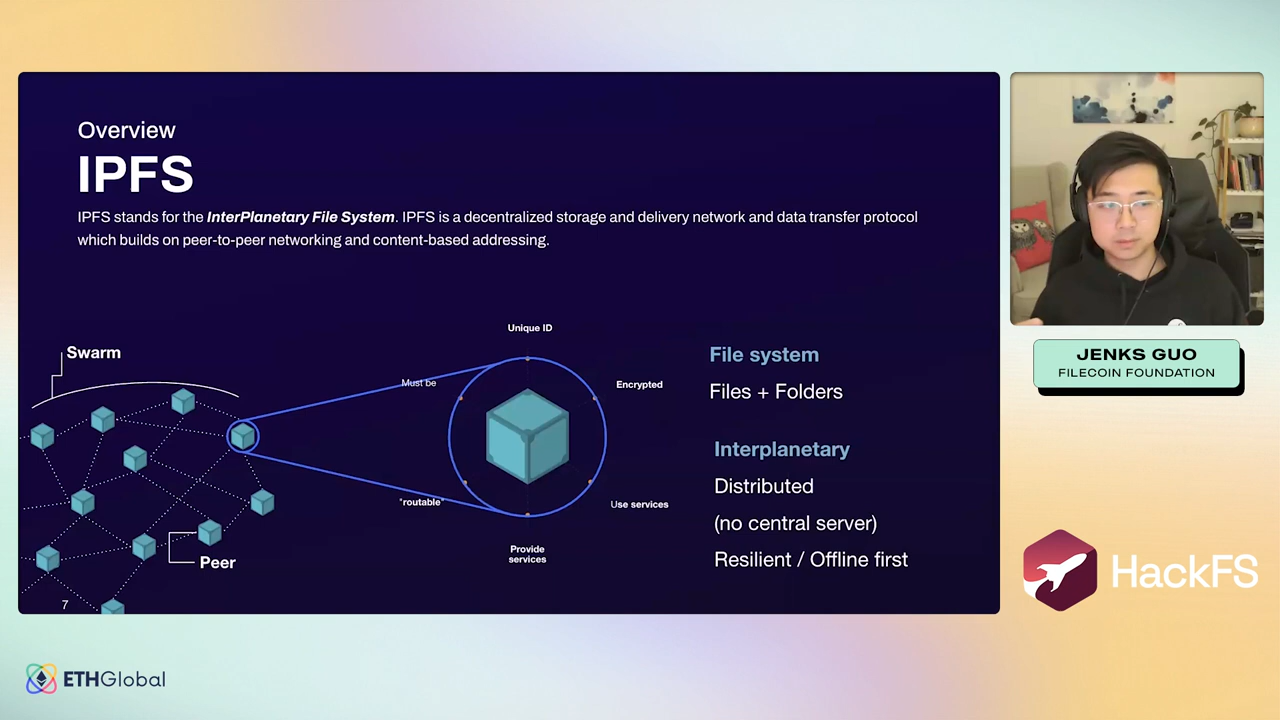 Overview
IPFS
IPFS stands for the InterPlanetary File System. IPFS is a decentralized storage and delivery network and data transfer protocol
which builds on peer-to-peer networking and content-based addressing.
Swarm
Peer
7
Unique ID
Must be
Encrypted
"routable"
Use services
Provide
services
File system
Files + Folders
Interplanetary
Distributed
(no central server)
Resilient / Offline first
JENKS GUO
FILECOIN FOUNDATION
HackFS
ETHGlobal